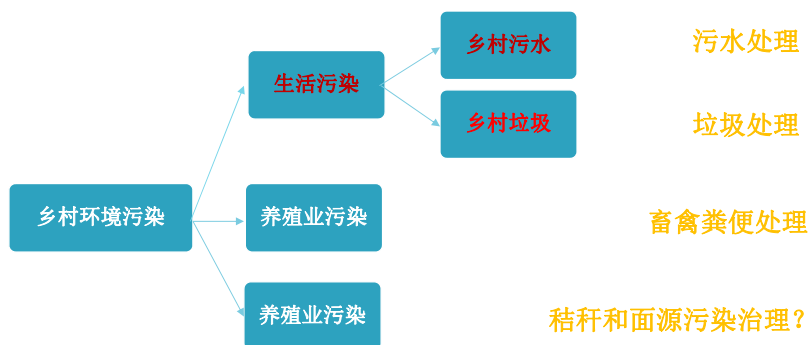 乡村污水
污水处理
生活污染
乡村垃圾
垃圾处理
乡村环境污染
养殖业污染
畜禽粪便处理
养殖业污染
秸秆和面源污染治理？